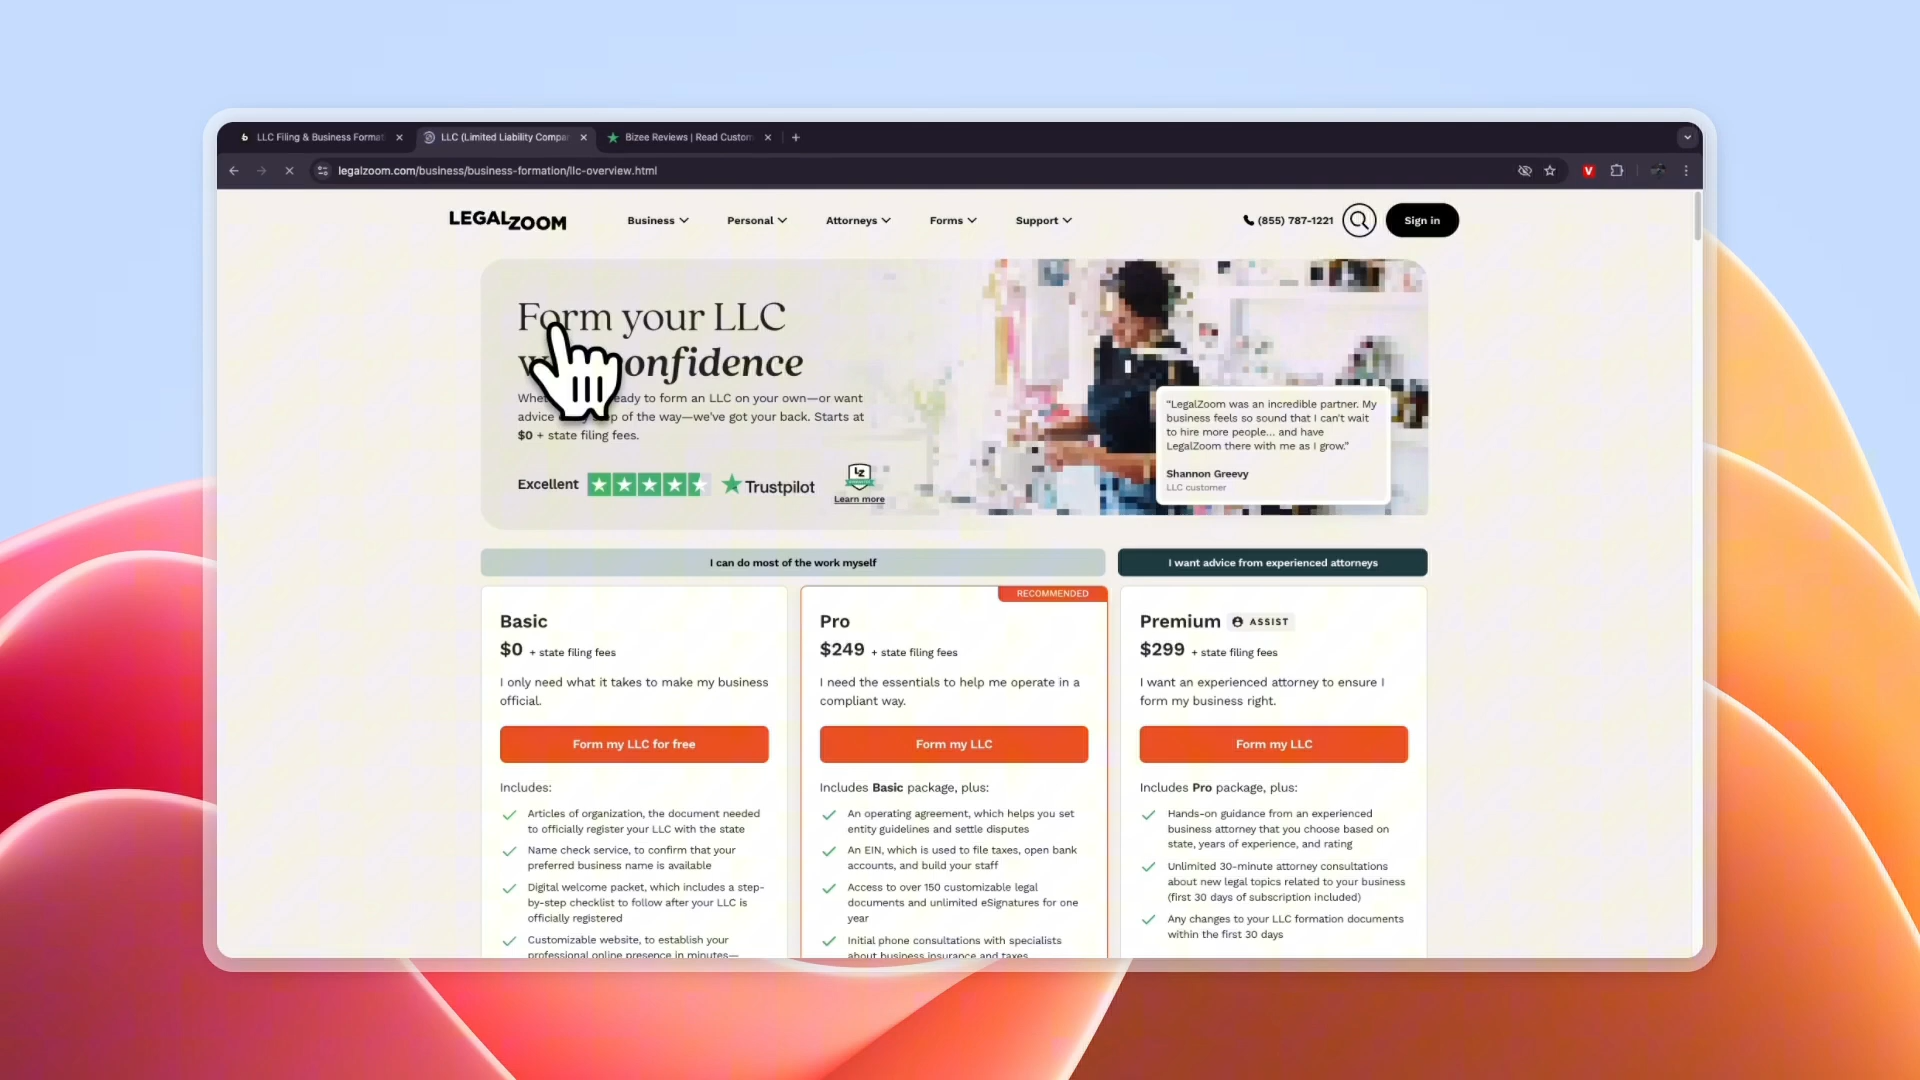 LLC Filing & Business Format
LLC (Limited Liability Compan
Bizee Reviews | Read Custom
legalzoom.com/business/business-formation/llc-overview.html
LEGALZOOM
Business
Personal
Attorneys
Forms
Support
(855) 787-1221
Sign in
Form your LLC
onfidence
eady to form an LLC on your own—or want
advice p of the way—we've got your back. Starts at
$0 + state filing fees.
Excellent
Trustpilot
LZ
Learn more
“LegalZoom was an incredible partner. My
business feels so sound that I can't wait
to hire more people... and have
LegalZoom there with me as I grow.”
Shannon Greevy
LLC customer
I can do most of the work myself
I want advice from experienced attorneys
Basic
$0 + state filing fees
I only need what it takes to make my business
official.
Form my LLC for free
Includes:
Articles of organization, the document needed
to officially register your LLC with the state
Name check service, to confirm that your
preferred business name is available
Digital welcome packet, which includes a step-
by-step checklist to follow after your LLC is
officially registered
Customizable website, to establish your
professional online presence in minutes—
RECOMMENDED
Pro
$249 + state filing fees
I need the essentials to help me operate in a
compliant way.
Form my LLC
Includes Basic package, plus:
An operating agreement, which helps you set
entity guidelines and settle disputes
An EIN, which is used to file taxes, open bank
accounts, and build your staff
Access to over 150 customizable legal
documents and unlimited eSignatures for one
year
Initial phone consultations with specialists
about business insurance and taxes
Premium ASSIST
$299 + state filing fees
I want an experienced attorney to ensure I
form my business right.
Form my LLC
Includes Pro package, plus:
Hands-on guidance from an experienced
business attorney that you choose based on
state, years of experience, and rating
Unlimited 30-minute attorney consultations
about new legal topics related to your business
(first 30 days of subscription included)
Any changes to your LLC formation documents
within the first 30 days